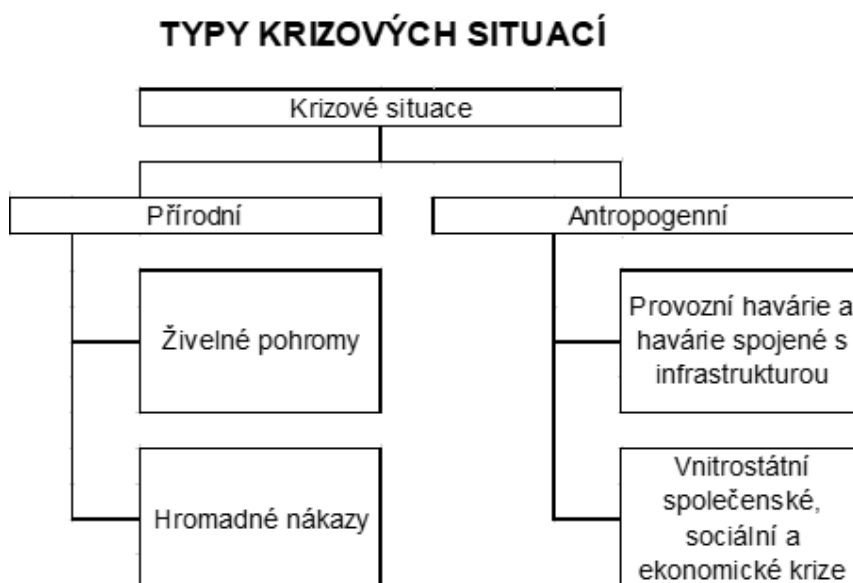 TYPY KRIZOVÝCH SITUACÍ
Krizové situace
Přírodní
Antropogenní
Živelné pohromy
Provozní havárie a
havárie spojené s
infrastrukturou
Hromadné nákazy
Vnitrostátní
společenské,
sociální a
ekonomické krize